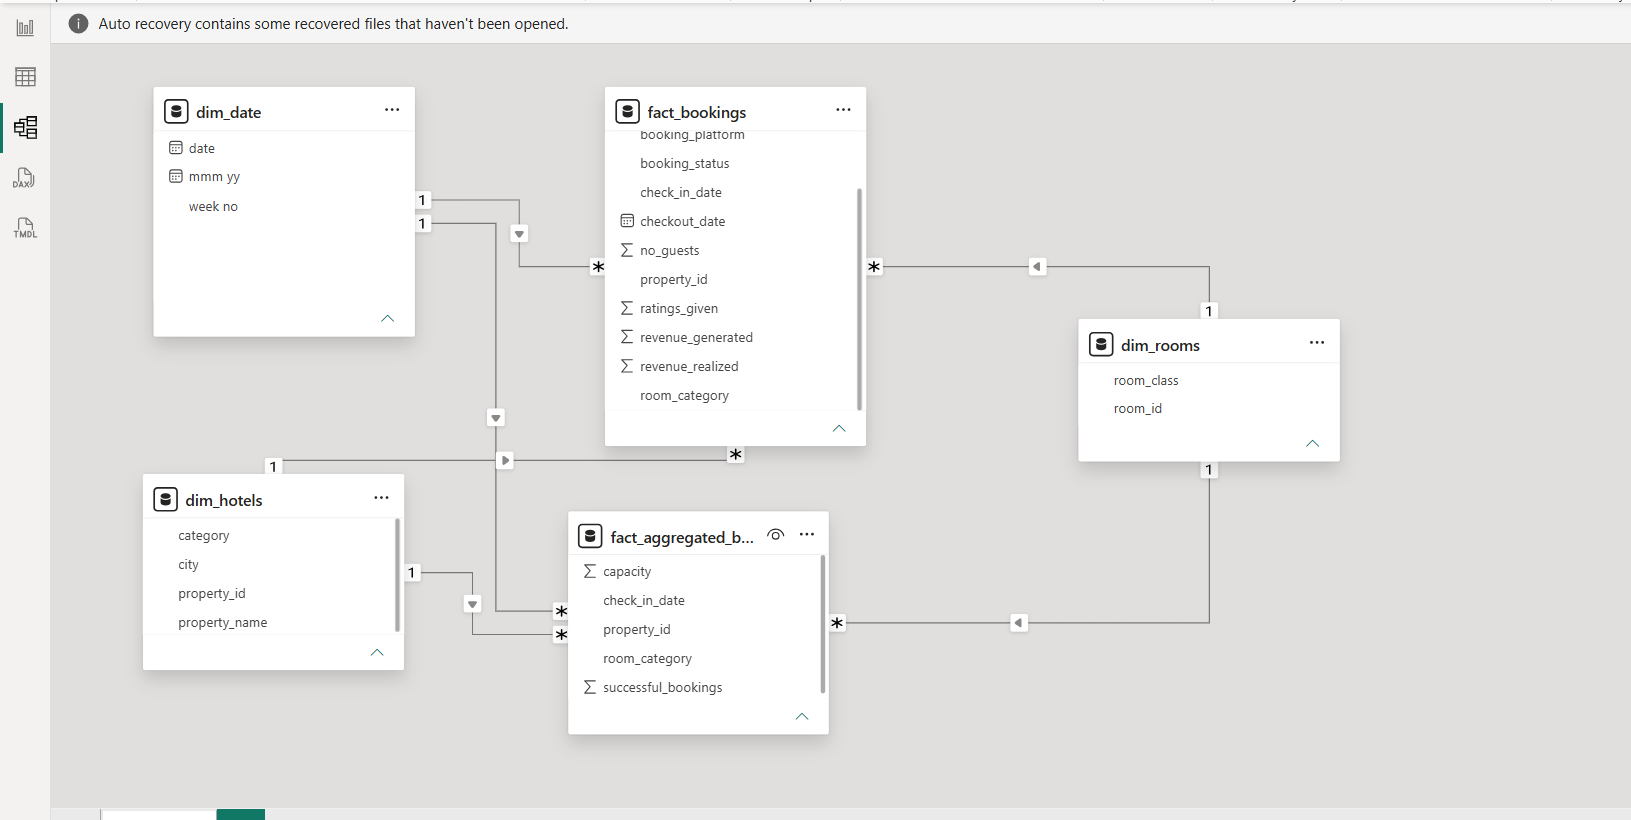 Auto recovery contains some recovered files that haven't been opened.
DAX
TMDL
dim_date
date
mmm yy
week no
1
1
fact_bookings
booking_platform
booking_status
check_in_date
checkout_date
no_guests
property_id
ratings_given
revenue_generated
revenue_realized
room_category
*
*
*
1
dim_rooms
room_class
room_id
1
1
dim_hotels
category
city
property_id
property_name
1
fact_aggregated_b...
capacity
check_in_date
property_id
room_category
successful_bookings
*
*
*